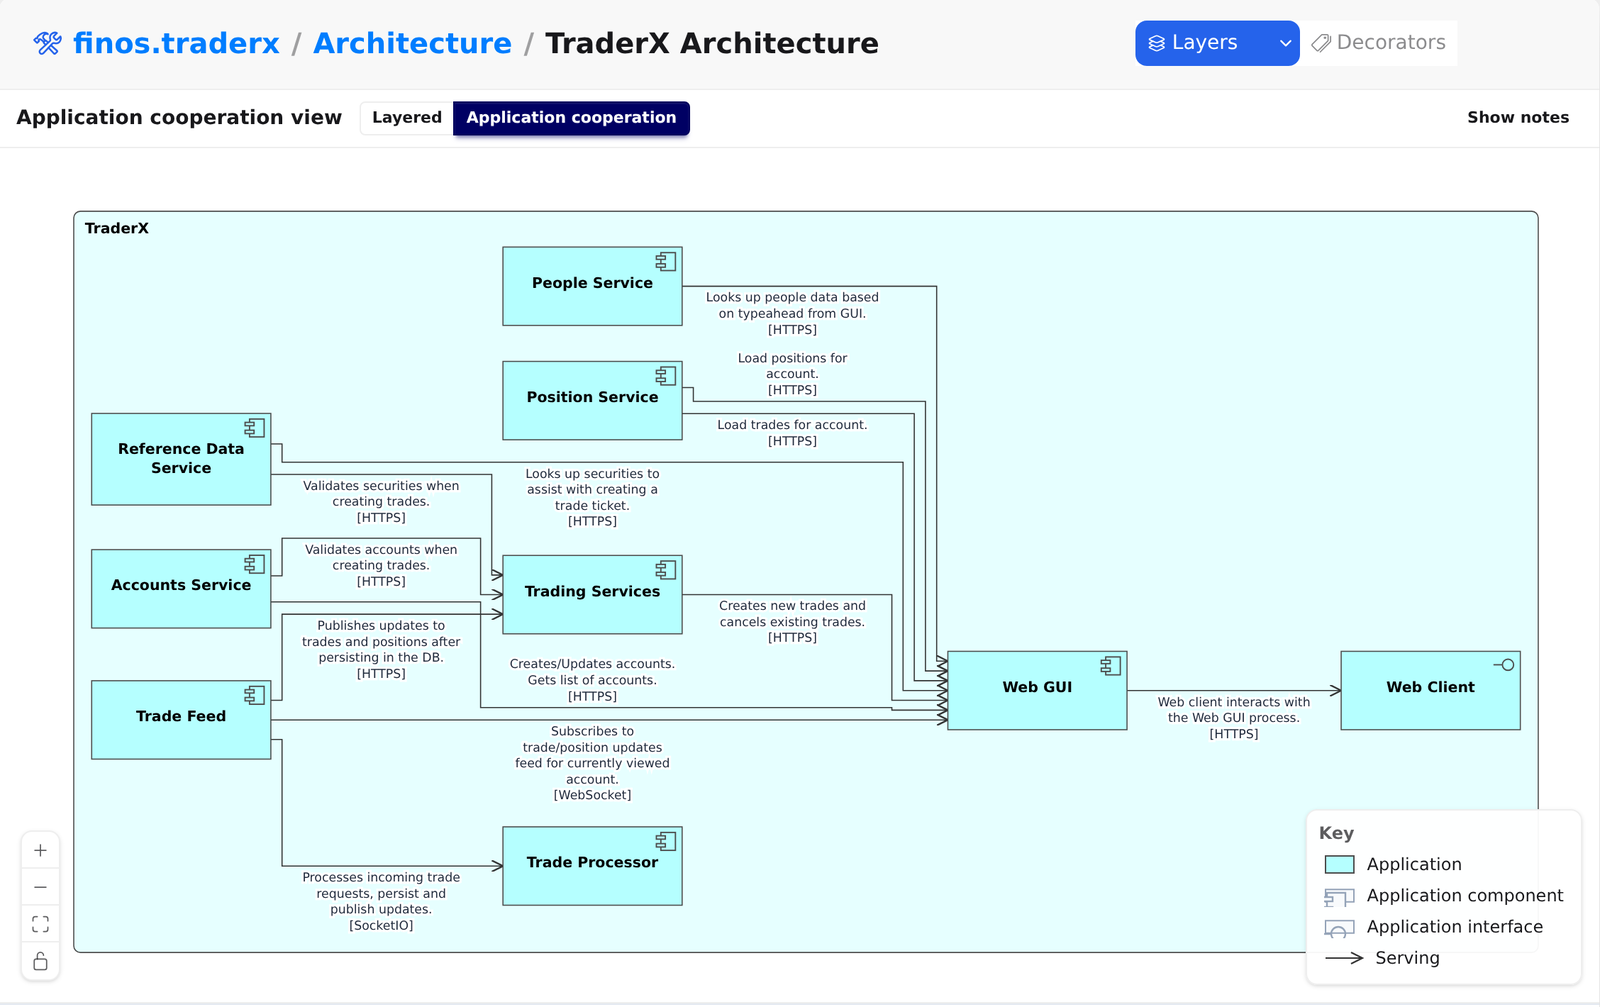 finos.traderx / Architecture / TraderX Architecture
Layers
Decorators
Application cooperation view
Layered
Application cooperation
Show notes
TraderX
People Service
Looks up people data based
on typeahead from GUI.
[HTTPS]
Load positions for
account.
[HTTPS]
Position Service
Load trades for account.
[HTTPS]
Reference Data
Service
Validates securities when
creating trades.
[HTTPS]
Looks up securities to
assist with creating a
trade ticket.
[HTTPS]
Accounts Service
Validates accounts when
creating trades.
[HTTPS]
Trading Services
Creates new trades and
cancels existing trades.
[HTTPS]
Publishes updates to
trades and positions after
persisting in the DB.
[HTTPS]
Creates/Updates accounts.
Gets list of accounts.
[HTTPS]
Trade Feed
Web GUI
Web client interacts with
the Web GUI process.
[HTTPS]
Web Client
Subscribes to
trade/position updates
feed for currently viewed
account.
[WebSocket]
Trade Processor
Processes incoming trade
requests, persist and
publish updates.
[SocketIO]
Key
Application
Application component
Application interface
Serving